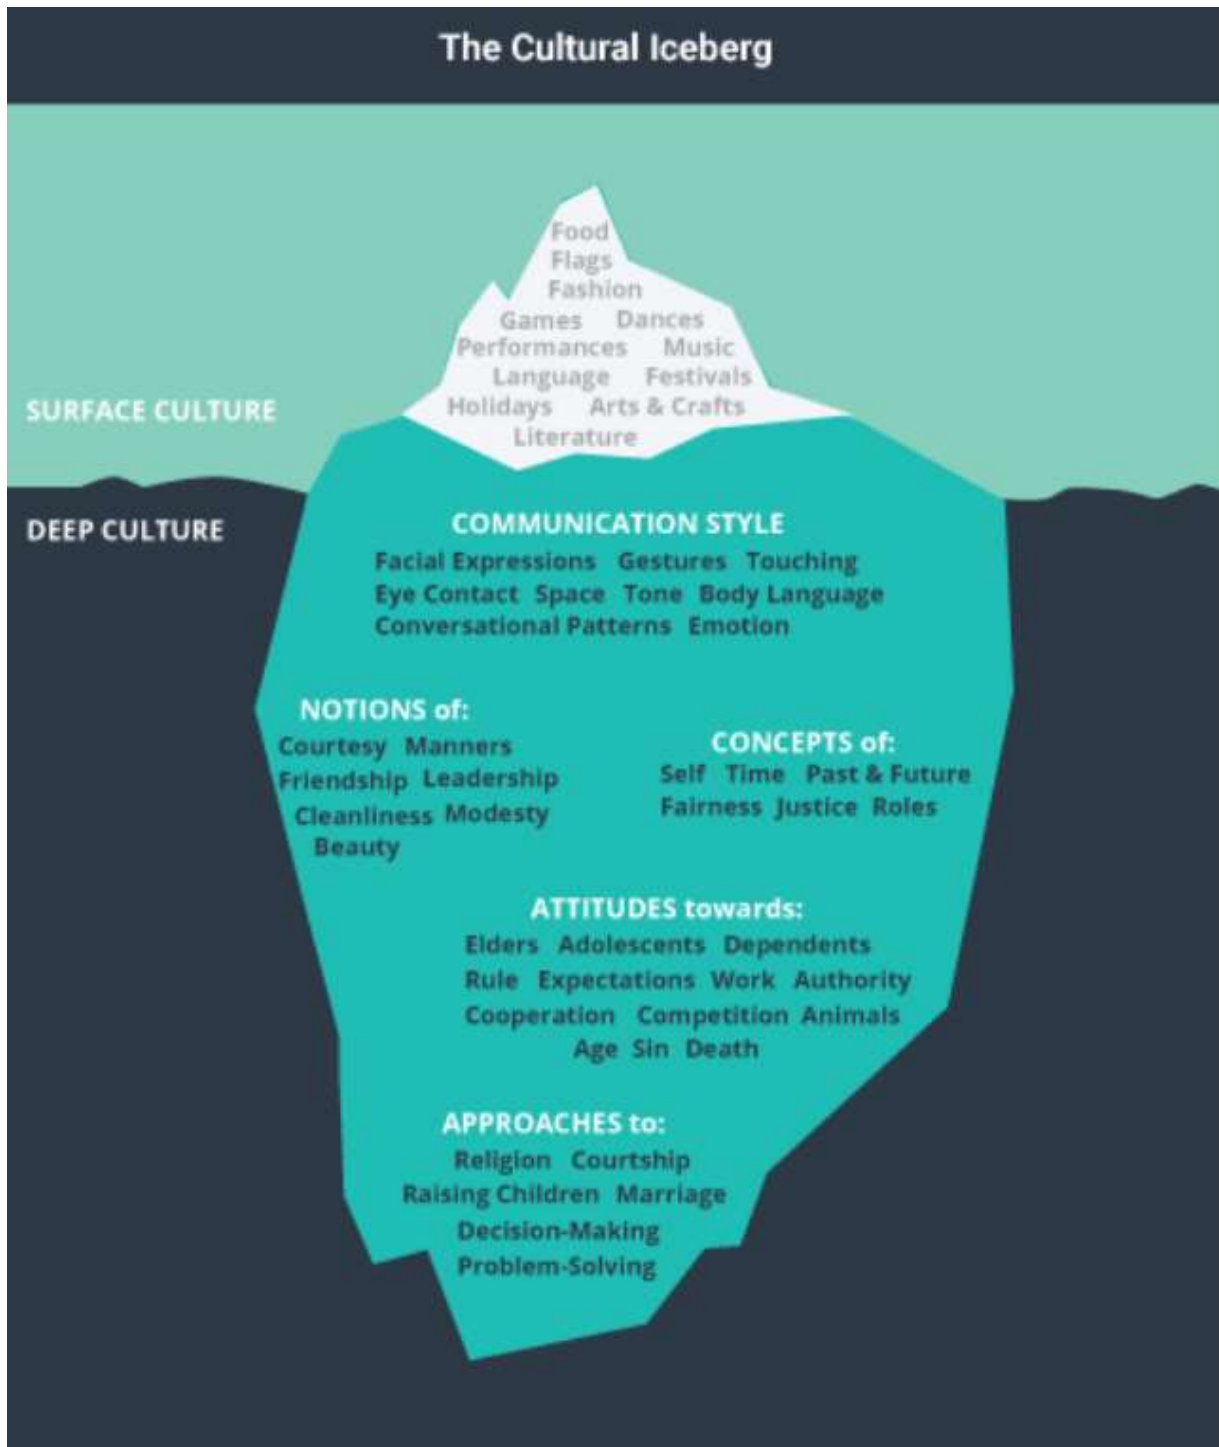 The Cultural Iceberg
Food
Flags
Fashion
Games Dances
Performances Music
Language Festivals
Holidays Arts & Crafts
Literature
SURFACE CULTURE
DEEP CULTURE
COMMUNICATION STYLE
Facial Expressions Gestures Touching
Eye Contact Space Tone Body Language
Conversational Patterns Emotion
NOTIONS of:
Courtesy Manners
Friendship Leadership
Cleanliness Modesty
Beauty
CONCEPTS of:
Self Time Past & Future
Fairness Justice Roles
ATTITUDES towards:
Elders Adolescents Dependents
Rule Expectations Work Authority
Cooperation Competition Animals
Age Sin Death
APPROACHES to:
Religion Courtship
Raising Children Marriage
Decision-Making
Problem-Solving